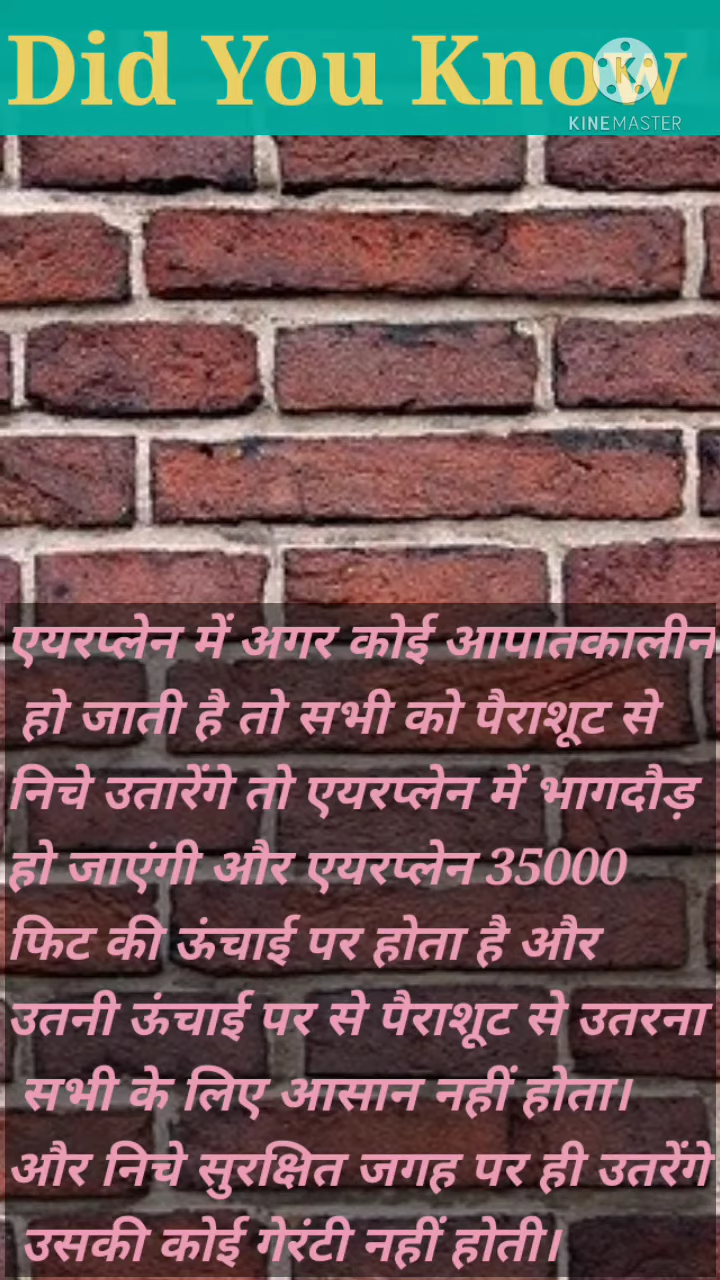 Did You Know
KINEMASTER
एयरप्लेन में अगर कोई आपातकालीन
हो जाती है तो सभी को पैराशूट से
निचे उतारेंगे तो एयरप्लेन में भागदौड़
हो जाएंगी और एयरप्लेन 35000
फिट की ऊंचाई पर होता है और
उतनी ऊंचाई पर से पैराशूट से उतरना
सभी के लिए आसान नहीं होता।
और निचे सुरक्षित जगह पर ही उतरेंगे
उसकी कोई गेरंटी नहीं होती।